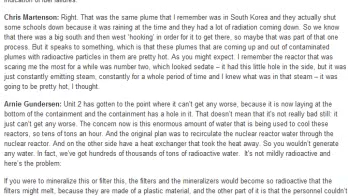 Chris Martenson: Right. That was the same plume that I remember was in South Korea and they actually shut
some schools down because it was raining at the time and they had a lot of radiation coming down. So we know
that there was a big south and then west 'hooking' in order for it to get there, so maybe that was part of that one
process. But it speaks to something, which is that these plumes that are coming up and out of contaminated
plumes with radioactive particles in them are pretty hot. As you might expect. I remember the reactor that was
scaring me the most for a while was number two, which looked sedate – it had this little hole in the side, but it was
just constantly emitting steam, constantly for a whole period of time and I knew what was in that steam – it was
going to be pretty hot, I thought.
Arnie Gundersen: Unit 2 has gotten to the point where it can't get any worse, because it is now laying at the
bottom of the containment and the containment has a hole in it. That doesn't mean that it's not really bad still: it
just can't get any worse. The concern now is this enormous amount of water that is being used to cool these
reactors, so tens of tons an hour. And the original plan was to recirculate the nuclear reactor water through the
nuclear reactor. And on the other side have a heat exchanger that took the heat away. So you wouldn't generate
any water. In fact, we've got hundreds of thousands of tons of radioactive water. It's not mildly radioactive and
here's the problem:
If you were to mineralize this or filter this, the filters and the mineralizers would become so radioactive that the
filters might melt, because they are made of a plastic material, and the other part of it is that the personnel couldn't